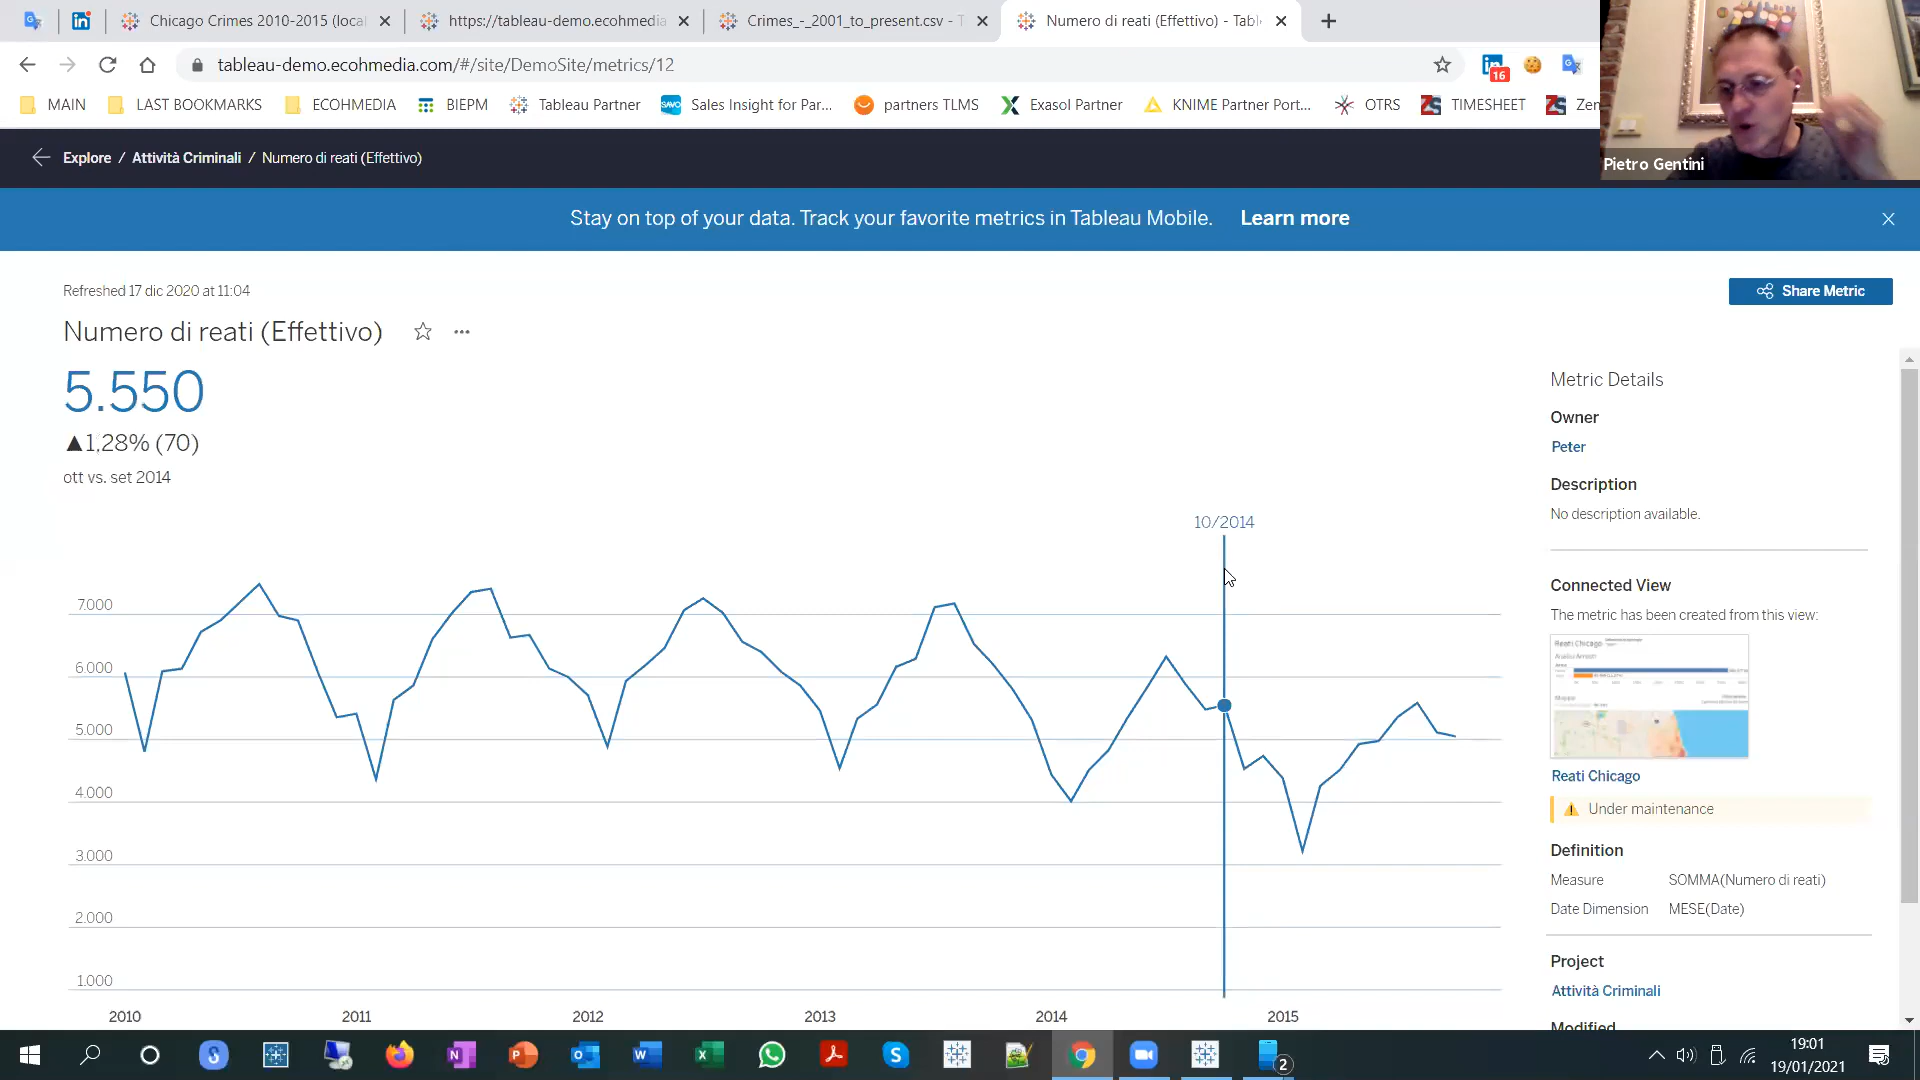 Chicago Crimes 2010-2015 (local
https://tableau-demo.ecohmedia
Crimes_-_2001_to_present.csv - T
Numero di reati (Effettivo) - Tabl
tableau-demo.ecohmedia.com/#/site/DemoSite/metrics/12
16
MAIN
LAST BOOKMARKS
ECOHMEDIA
BIEPM
Tableau Partner
Sales Insight for Par...
partners TLMS
Exasol Partner
KNIME Partner Port...
OTRS
TIMESHEET
Zen
Pietro Gentini
Explore / Attività Criminali / Numero di reati (Effettivo)
Stay on top of your data. Track your favorite metrics in Tableau Mobile. Learn more
Refreshed 17 dic 2020 at 11:04
Share Metric
Numero di reati (Effettivo)
5.550
▲1,28% (70)
ott vs. set 2014
10/2014
7.000
6.000
5.000
4.000
3.000
2.000
1.000
2010
2011
2012
2013
2014
2015
Metric Details
Owner
Peter
Description
No description available.
Connected View
The metric has been created from this view:
Reati Chicago
Reati Chicago
Under maintenance
Definition
Measure SOMMA(Numero di reati)
Date Dimension MESE(Date)
Project
Attività Criminali
Modified
2
19:01
19/01/2021